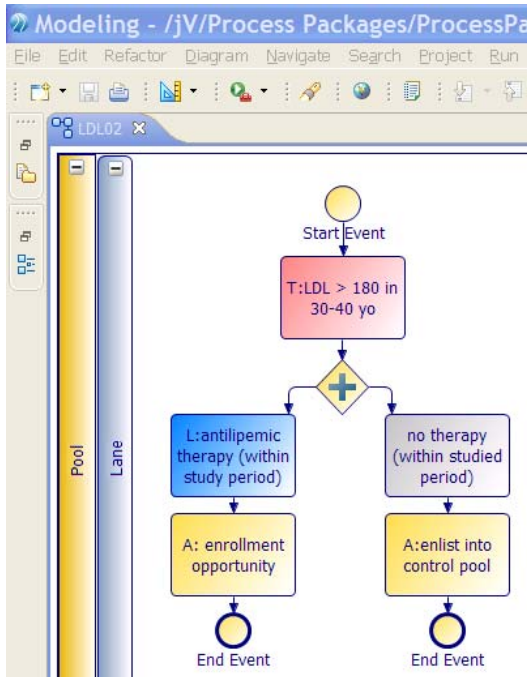 Modeling - /jV/Process Packages/ProcessPa
File Edit Refactor Diagram Navigate Search Project Run
LDL02
Pool
Lane
Start Event
T:LDL > 180 in
30-40 yo
L:antilipemic
therapy (within
study period)
no therapy
(within studied
period)
A: enrollment
opportunity
A:enlist into
control pool
End Event
End Event